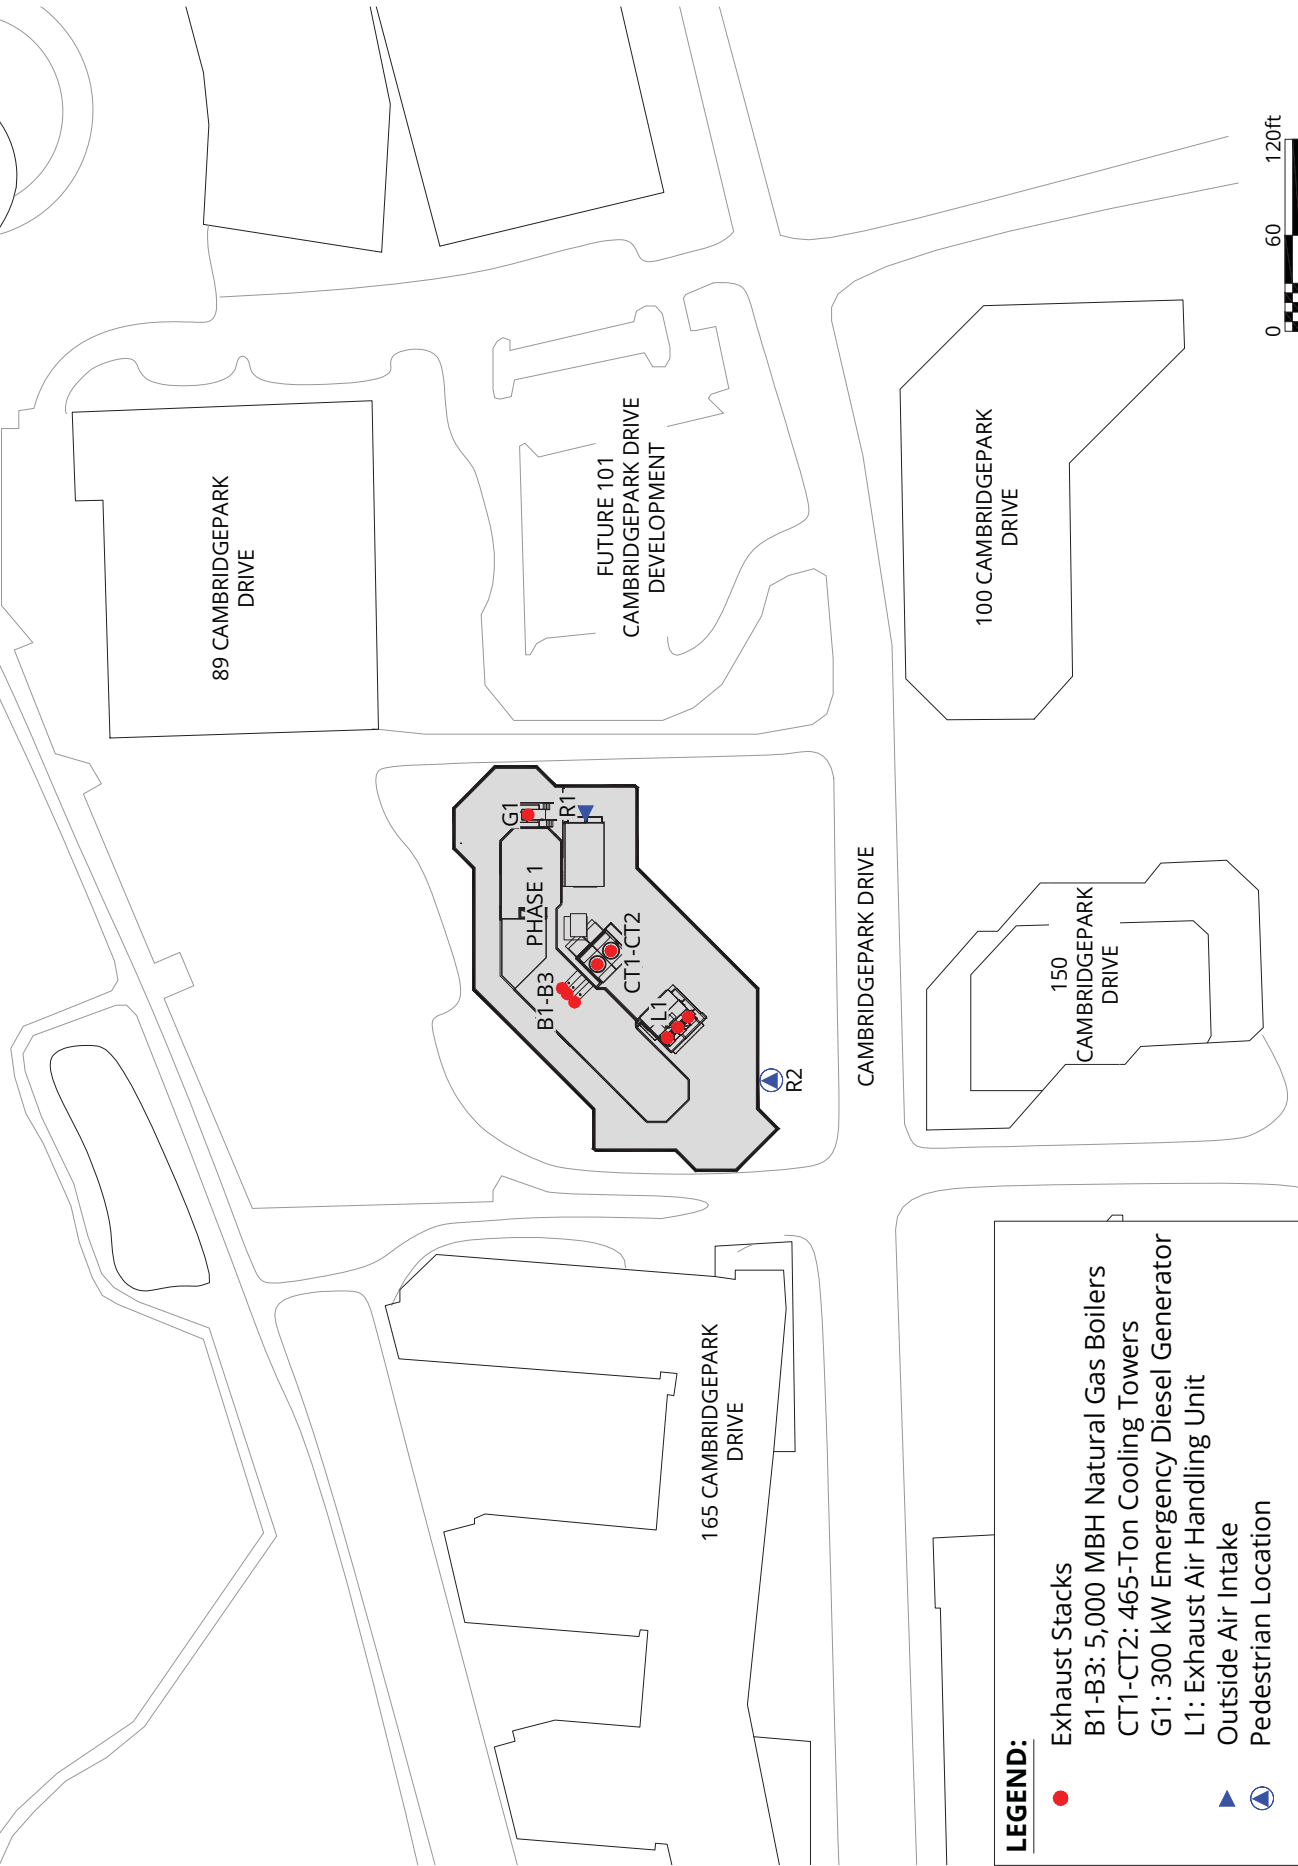 89 CAMBRIDGEPARK
DRIVE
FUTURE 101
CAMBRIDGEPARK DRIVE
DEVELOPMENT
G1
R1
PHASE 1
B1-B3
CT1-CT2
L1
R2
CAMBRIDGEPARK DRIVE
100 CAMBRIDGEPARK
DRIVE
150
CAMBRIDGEPARK
DRIVE
165 CAMBRIDGEPARK
DRIVE
0 60 120ft
LEGEND:
Exhaust Stacks
B1-B3: 5,000 MBH Natural Gas Boilers
CT1-CT2: 465-Ton Cooling Towers
G1: 300 kW Emergency Diesel Generator
L1: Exhaust Air Handling Unit
Outside Air Intake
Pedestrian Location